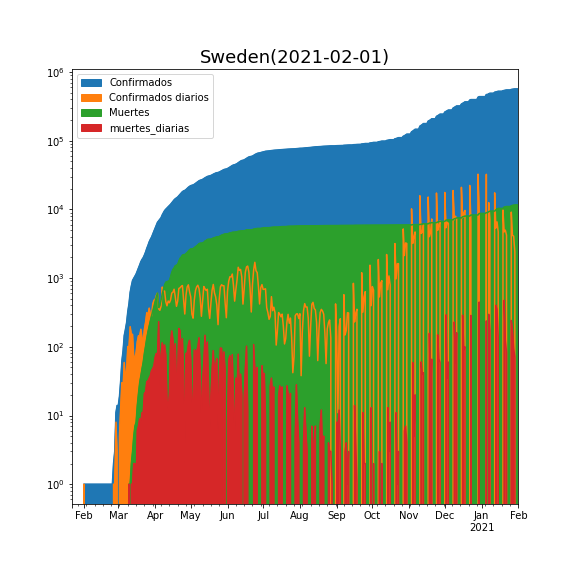 Sweden(2021-02-01)
Confirmados
Confirmados diarios
Muertes
muertes_diarias
10^6
10^5
10^4
10^3
10^2
10^1
10^0
Feb Mar Apr May Jun Jul Aug Sep Oct Nov Dec Jan Feb
2021